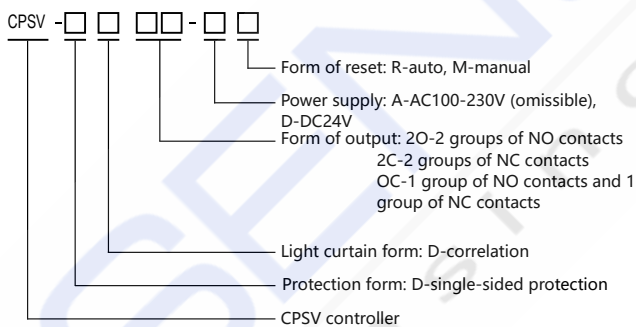 CPSV -□ □ □□ -□ □
Form of reset: R-auto, M-manual
Power supply: A-AC100-230V (omissible),
D-DC24V
Form of output: 2O-2 groups of NO contacts
2C-2 groups of NC contacts
OC-1 group of NO contacts and 1
group of NC contacts
Light curtain form: D-correlation
Protection form: D-single-sided protection
CPSV controller